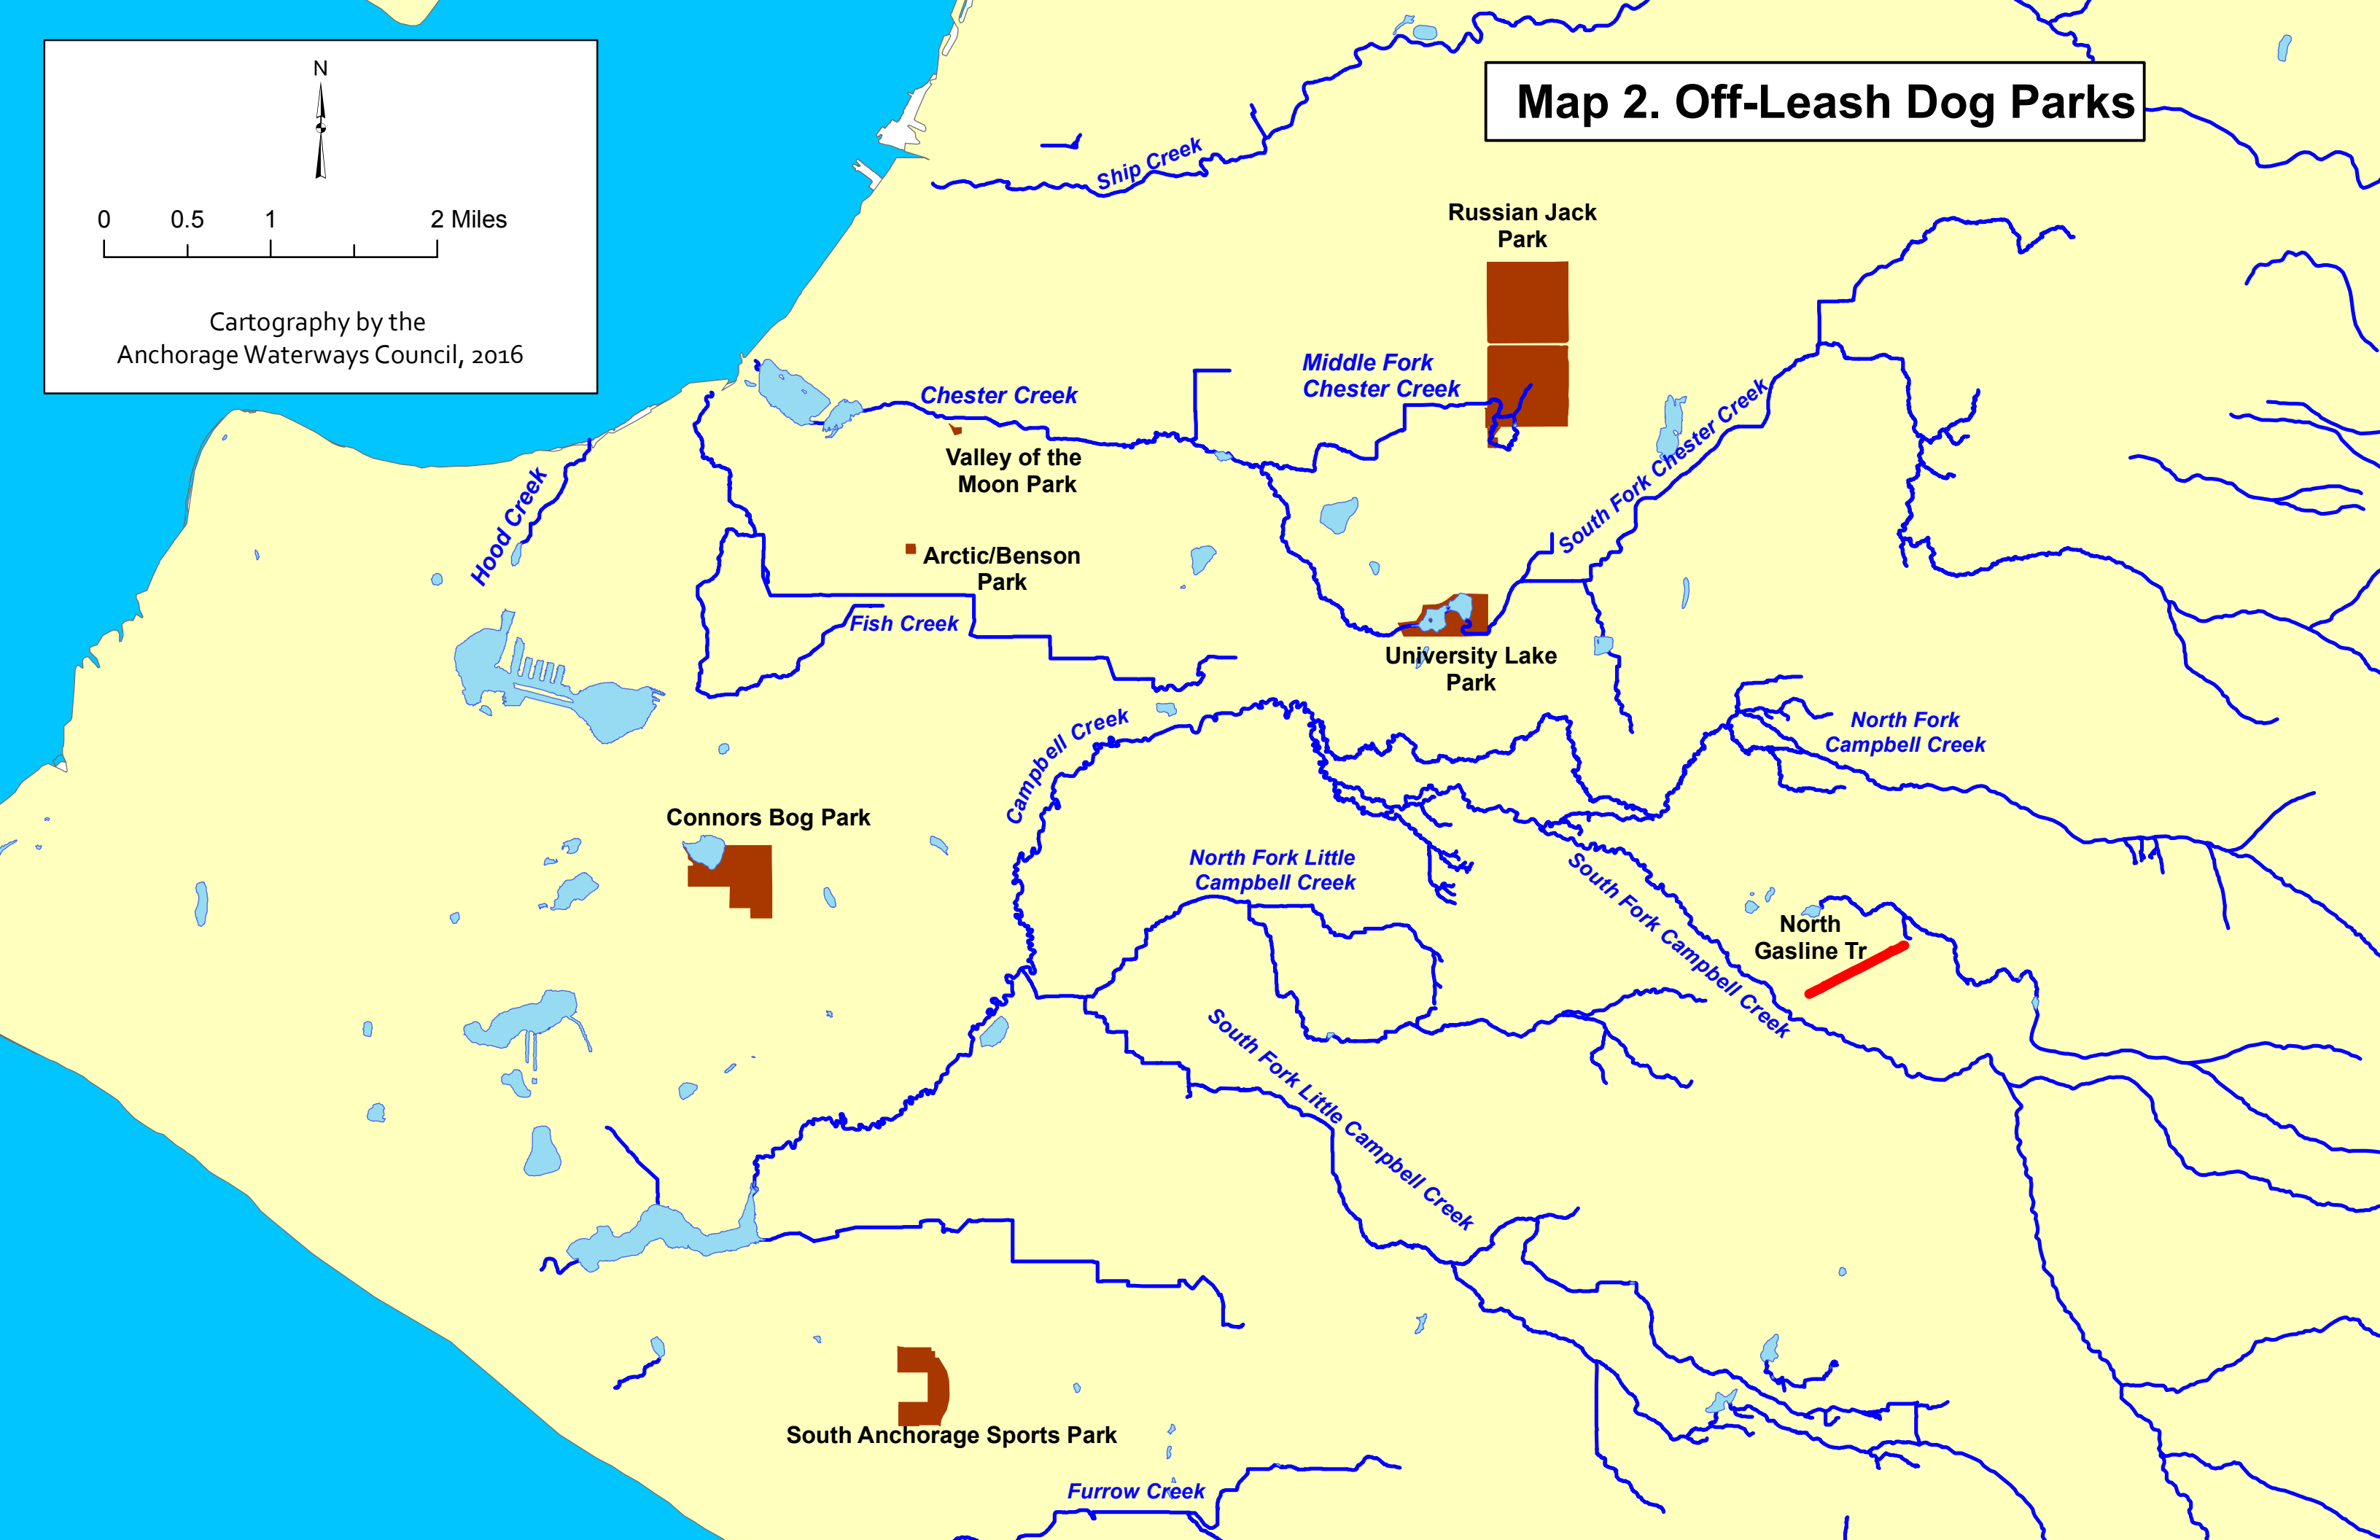 N
0 0.5 1 2 Miles
Cartography by the
Anchorage Waterways Council, 2016
Map 2. Off-Leash Dog Parks
Ship Creek
Russian Jack
Park
Middle Fork
Chester Creek
Chester Creek
Valley of the
Moon Park
South Fork Chester Creek
Hood Creek
Arctic/Benson
Park
Fish Creek
University Lake
Park
North Fork
Campbell Creek
Campbell Creek
Connors Bog Park
North Fork Little
Campbell Creek
South Fork Campbell Creek
North
Gasline Tr
South Fork Little Campbell Creek
South Anchorage Sports Park
Furrow Creek